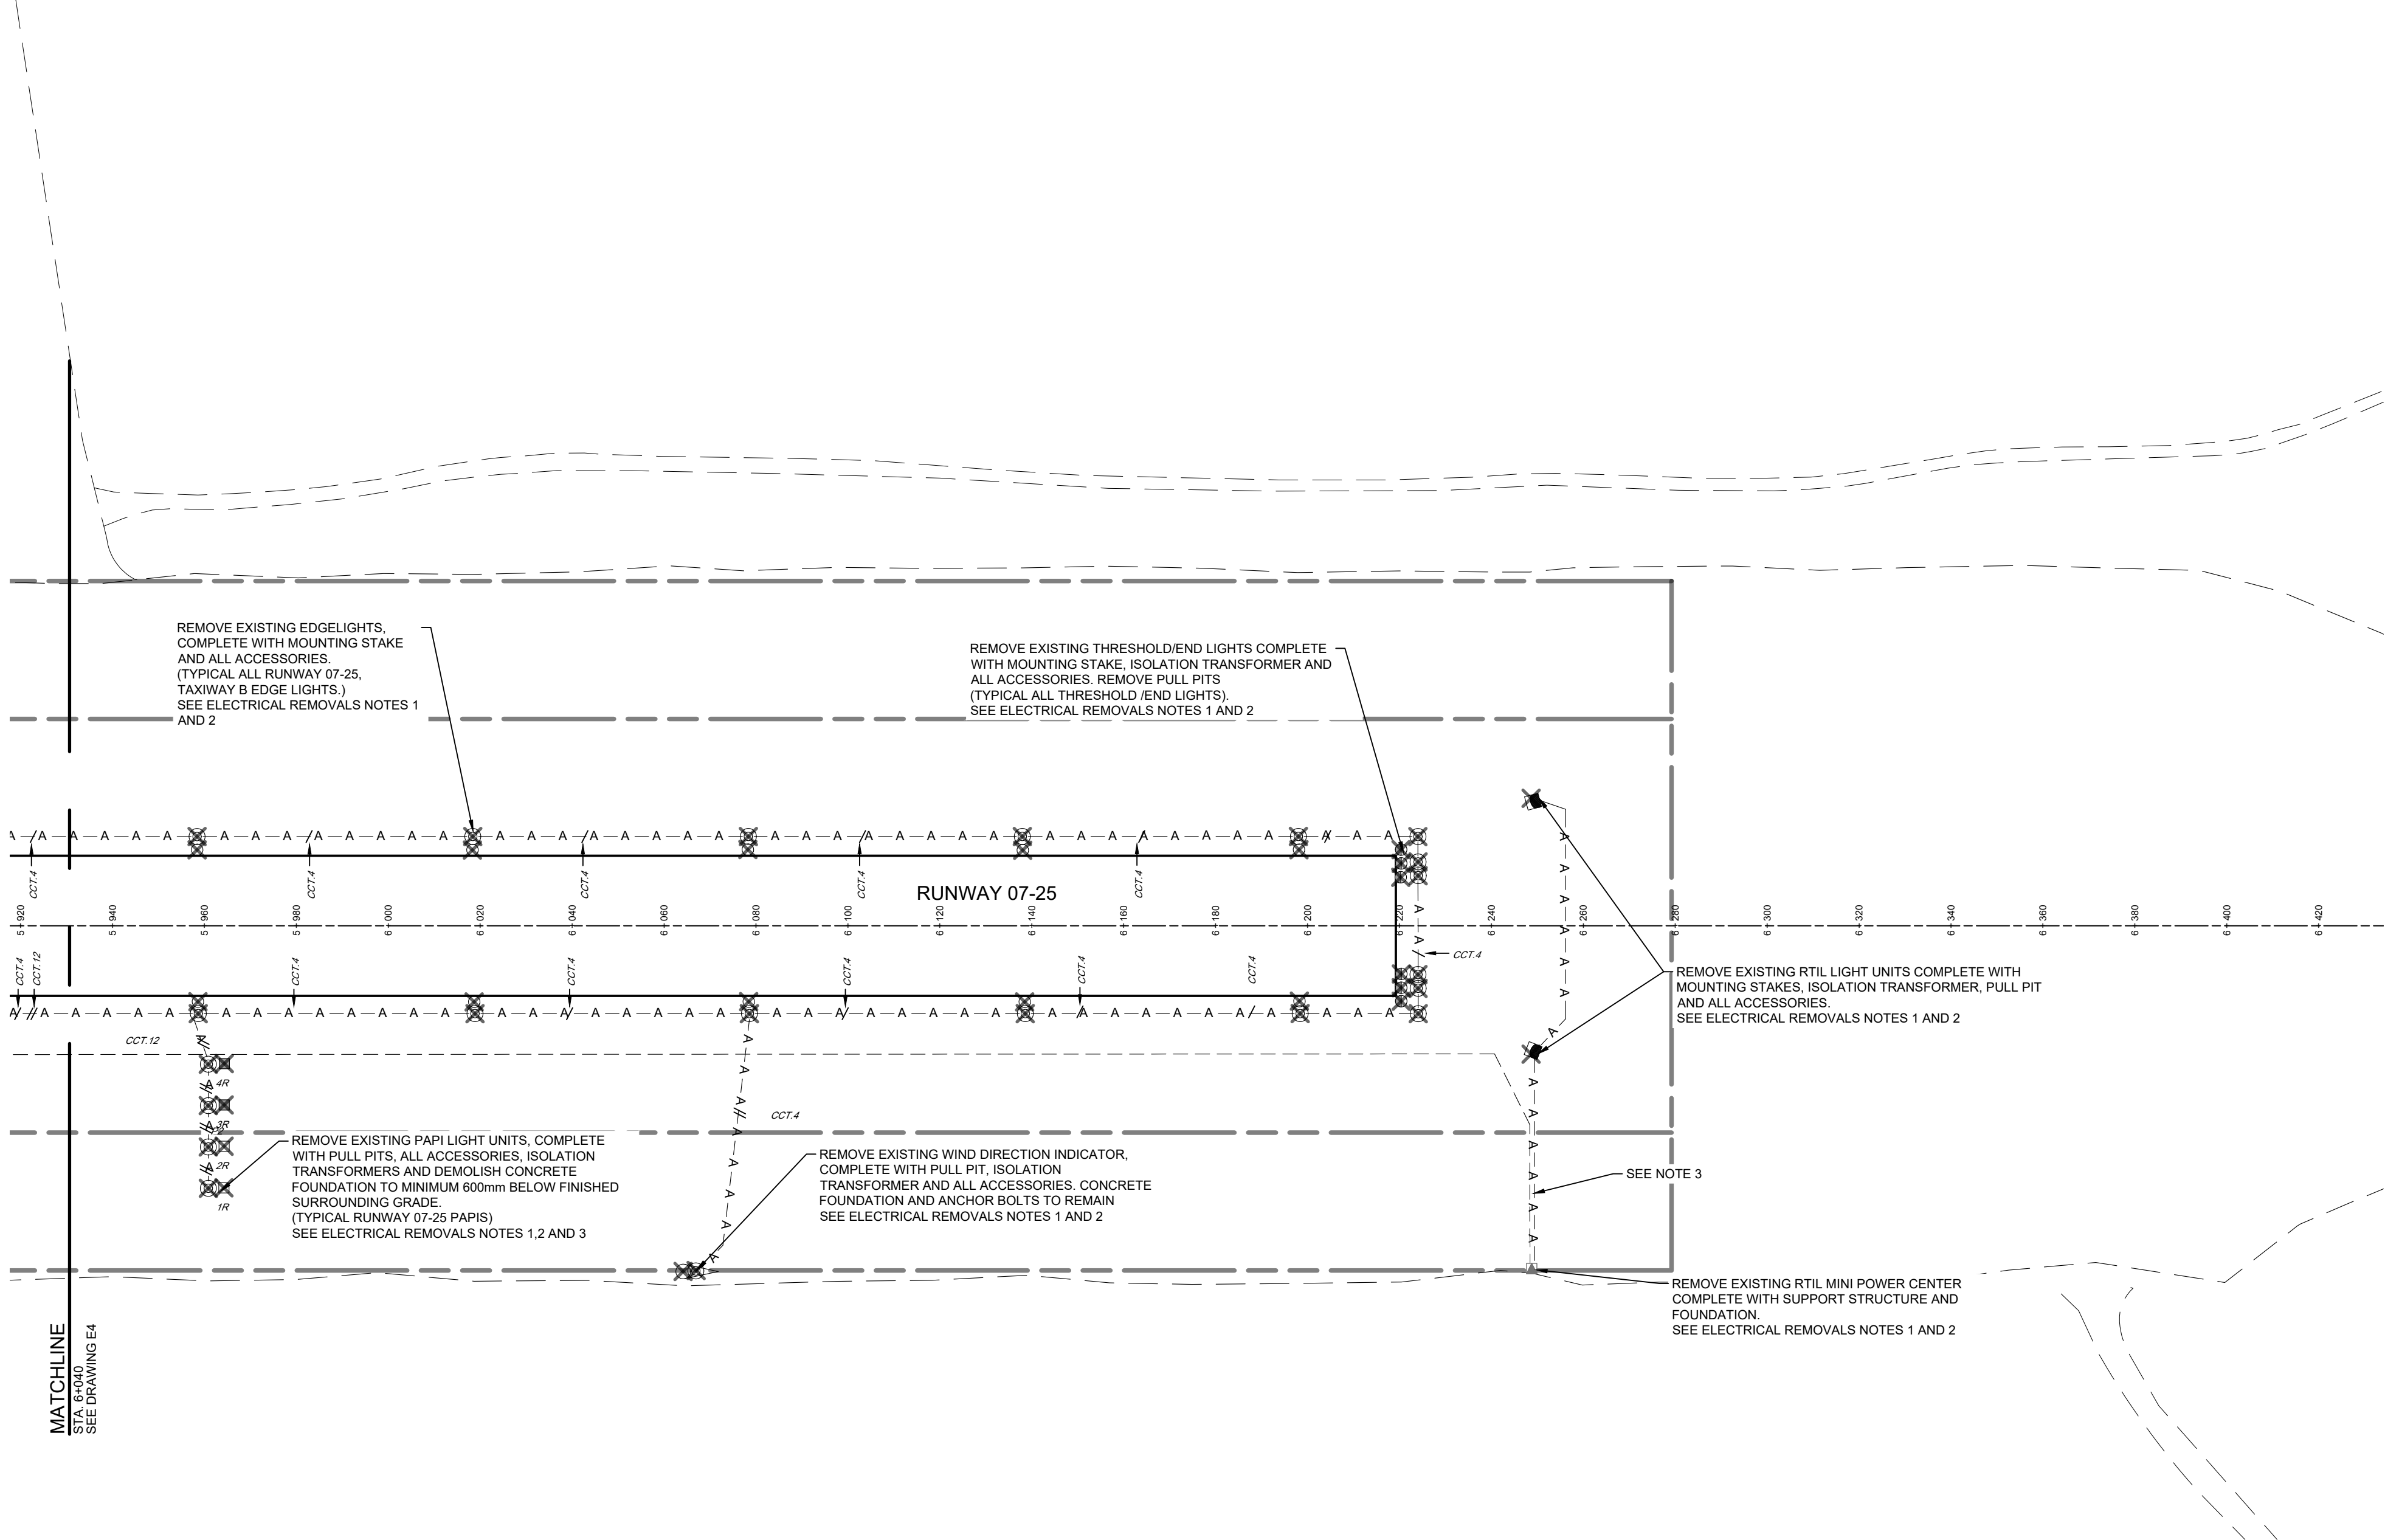 REMOVE EXISTING EDGELIGHTS,
COMPLETE WITH MOUNTING STAKE
AND ALL ACCESSORIES.
(TYPICAL ALL RUNWAY 07-25,
TAXIWAY B EDGE LIGHTS.)
SEE ELECTRICAL REMOVALS NOTES 1
AND 2
REMOVE EXISTING THRESHOLD/END LIGHTS COMPLETE
WITH MOUNTING STAKE, ISOLATION TRANSFORMER AND
ALL ACCESSORIES. REMOVE PULL PITS
(TYPICAL ALL THRESHOLD /END LIGHTS).
SEE ELECTRICAL REMOVALS NOTES 1 AND 2
A A A A A A A A A A A A A A A A A A A A A A A A A A A A A A A A A A A A A A A
CCT.4
CCT.4
CCT.4
CCT.4
CCT.4
RUNWAY 07-25
5 920
5 940
5 960
5 980
6 000
6 020
6 040
6 060
6 080
6 100
6 120
6 140
6 160
6 180
6 200
6 220
6 240
6 260
6 280
6 300
6 320
6 340
6 360
6 380
6 400
6 420
CCT.4
CCT.12
CCT.4
CCT.4
CCT.4
CCT.4
CCT.4
CCT.4
REMOVE EXISTING RTIL LIGHT UNITS COMPLETE WITH
MOUNTING STAKES, ISOLATION TRANSFORMER, PULL PIT
AND ALL ACCESSORIES.
SEE ELECTRICAL REMOVALS NOTES 1 AND 2
A A A A A A A A A A A A A A A A A A A A A A A A A A A A A A A A A A A A A A A
CCT.12
4R
3R
2R
1R
CCT.4
REMOVE EXISTING PAPI LIGHT UNITS, COMPLETE
WITH PULL PITS, ALL ACCESSORIES, ISOLATION
TRANSFORMERS AND DEMOLISH CONCRETE
FOUNDATION TO MINIMUM 600mm BELOW FINISHED
SURROUNDING GRADE.
(TYPICAL RUNWAY 07-25 PAPIS)
SEE ELECTRICAL REMOVALS NOTES 1,2 AND 3
REMOVE EXISTING WIND DIRECTION INDICATOR,
COMPLETE WITH PULL PIT, ISOLATION
TRANSFORMER AND ALL ACCESSORIES. CONCRETE
FOUNDATION AND ANCHOR BOLTS TO REMAIN
SEE ELECTRICAL REMOVALS NOTES 1 AND 2
SEE NOTE 3
REMOVE EXISTING RTIL MINI POWER CENTER
COMPLETE WITH SUPPORT STRUCTURE AND
FOUNDATION.
SEE ELECTRICAL REMOVALS NOTES 1 AND 2
MATCHLINE
STA. 6+040
SEE DRAWING E4